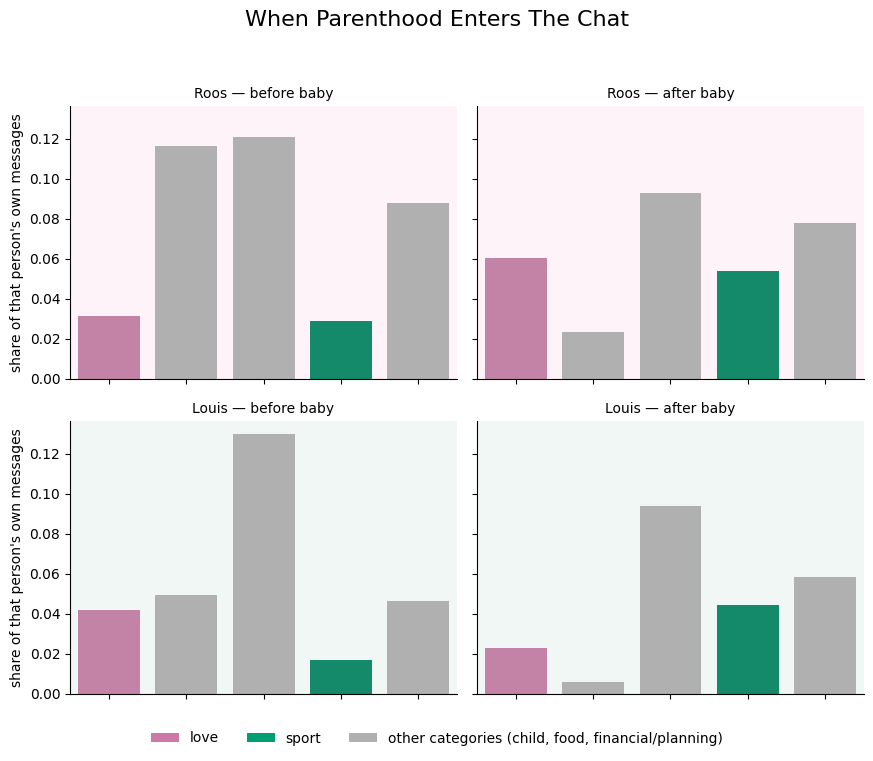 When Parenthood Enters The Chat
Roos — before baby
Roos — after baby
share of that person's own messages
0.12
0.10
0.08
0.06
0.04
0.02
0.00
Louis — before baby
Louis — after baby
share of that person's own messages
0.12
0.10
0.08
0.06
0.04
0.02
0.00
love
sport
other categories (child, food, financial/planning)